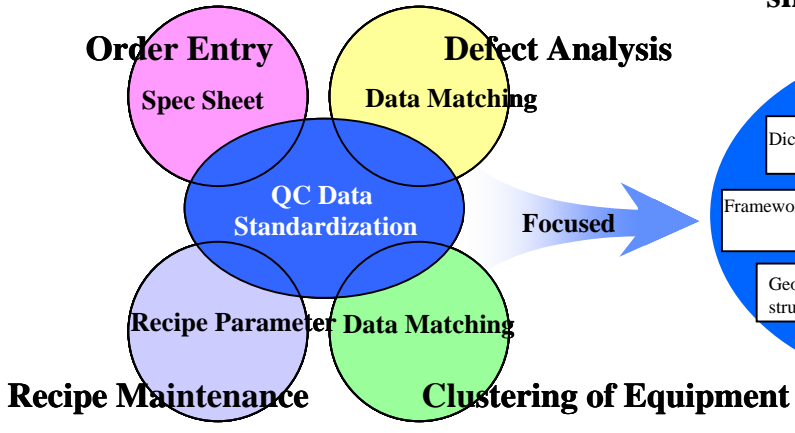 Order Entry
Defect Analysis
Spec Sheet
Data Matching
QC Data
Standardization
Focused
Recipe Parameter
Data Matching
Recipe Maintenance
Clustering of Equipment